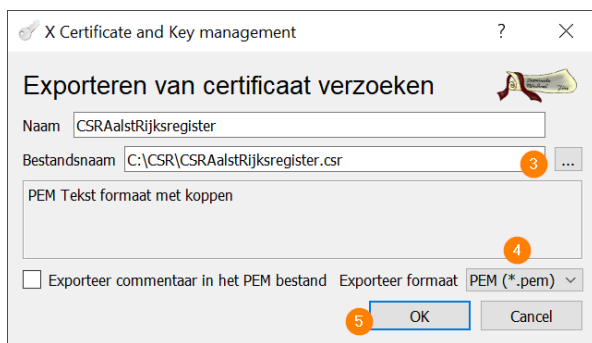 X Certificate and Key management ?
Exporteren van certificaat verzoeken
Naam CSRAalstRijksregister
Bestandsnaam C:\CSR\CSRAalstRijksregister.csr 3 ...
PEM Tekst formaat met koppen
4
Exporteer commentaar in het PEM bestand Exporteer formaat PEM (*.pem)
5 OK Cancel